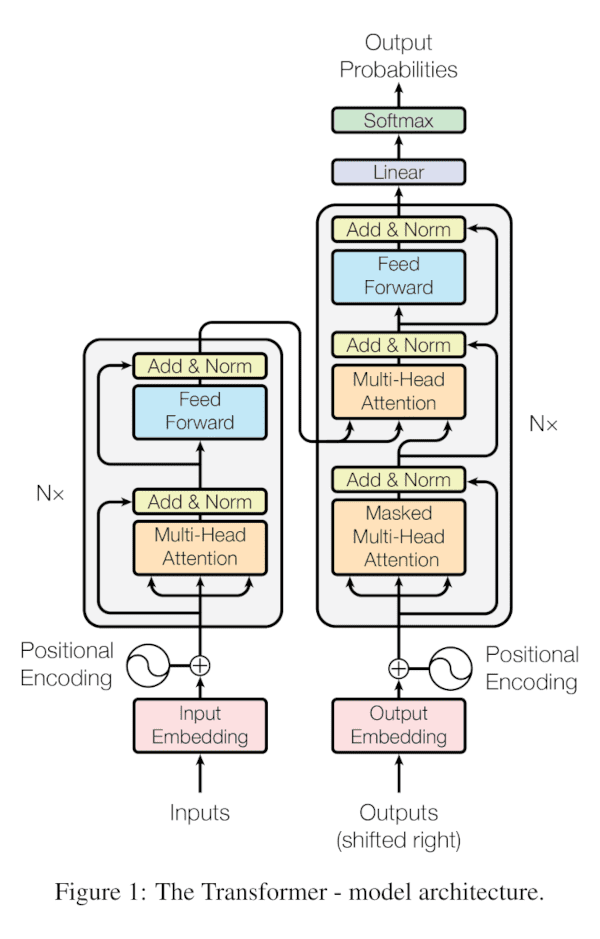 Output
Probabilities
Softmax
Linear
Add & Norm
Feed
Forward
Add & Norm
Multi-Head
Attention
Add & Norm
Masked
Multi-Head
Attention
Nx
Add & Norm
Feed
Forward
Add & Norm
Multi-Head
Attention
N×
Positional
Encoding
Positional
Encoding
Input
Embedding
Output
Embedding
Inputs
Outputs
(shifted right)
Figure 1: The Transformer - model architecture.